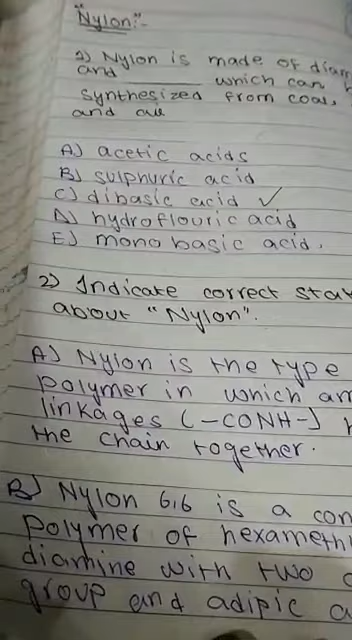 "Nylon":-
1) Nylon is made of diam
and ______ which can
synthesized from coal,
and air
A) acetic acids
B) sulphuric acid
C) dibasic acid ✓
D) hydroflouric acid
E) mono basic acid.
2) Indicate correct sta
about "Nylon".
A) Nylon is the type
polymer in which am
linkages (-CONH-) h
the chain together.
B) Nylon 6,6 is a con
polymer of hexameth
diamine with two
group and adipic a